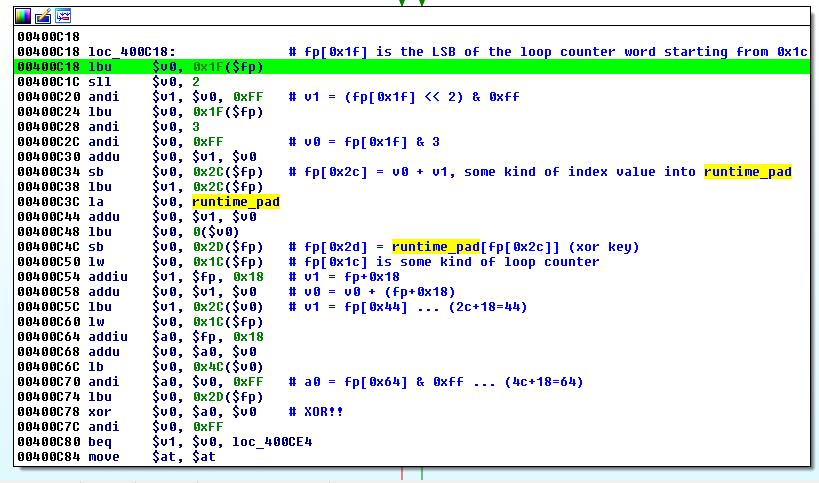 00400C18
00400C18 loc_400C18: # fp[0x1f] is the LSB of the loop counter word starting from 0x1c
00400C18 lbu $v0, 0x1F($fp)
00400C1C sll $v0, 2
00400C20 andi $v1, $v0, 0xFF # v1 = (fp[0x1f] << 2) & 0xff
00400C24 lbu $v0, 0x1F($fp)
00400C28 andi $v0, 3
00400C2C andi $v0, 0xFF # v0 = fp[0x1f] & 3
00400C30 addu $v0, $v1, $v0
00400C34 sb $v0, 0x2C($fp) # fp[0x2c] = v0 + v1, some kind of index value into runtime_pad
00400C38 lbu $v1, 0x2C($fp)
00400C3C la $v0, runtime_pad
00400C44 addu $v0, $v1, $v0
00400C48 lbu $v0, 0($v0)
00400C4C sb $v0, 0x2D($fp) # fp[0x2d] = runtime_pad[fp[0x2c]] (xor key)
00400C50 lw $v0, 0x1C($fp) # fp[0x1c] is some kind of loop counter
00400C54 addiu $v1, $fp, 0x18 # v1 = fp+0x18
00400C58 addu $v0, $v1, $v0 # v0 = v0 + (fp+0x18)
00400C5C lbu $v1, 0x2C($v0) # v1 = fp[0x44] ... (2c+18=44)
00400C60 lw $v0, 0x1C($fp)
00400C64 addiu $a0, $fp, 0x18
00400C68 addu $v0, $a0, $v0
00400C6C lb $v0, 0x4C($v0)
00400C70 andi $a0, $v0, 0xFF # a0 = fp[0x64] & 0xff ... (4c+18=64)
00400C74 lbu $v0, 0x2D($fp)
00400C78 xor $v0, $a0, $v0 # XOR!!
00400C7C andi $v0, 0xFF
00400C80 beq $v1, $v0, loc_400CE4
00400C84 move $at, $at